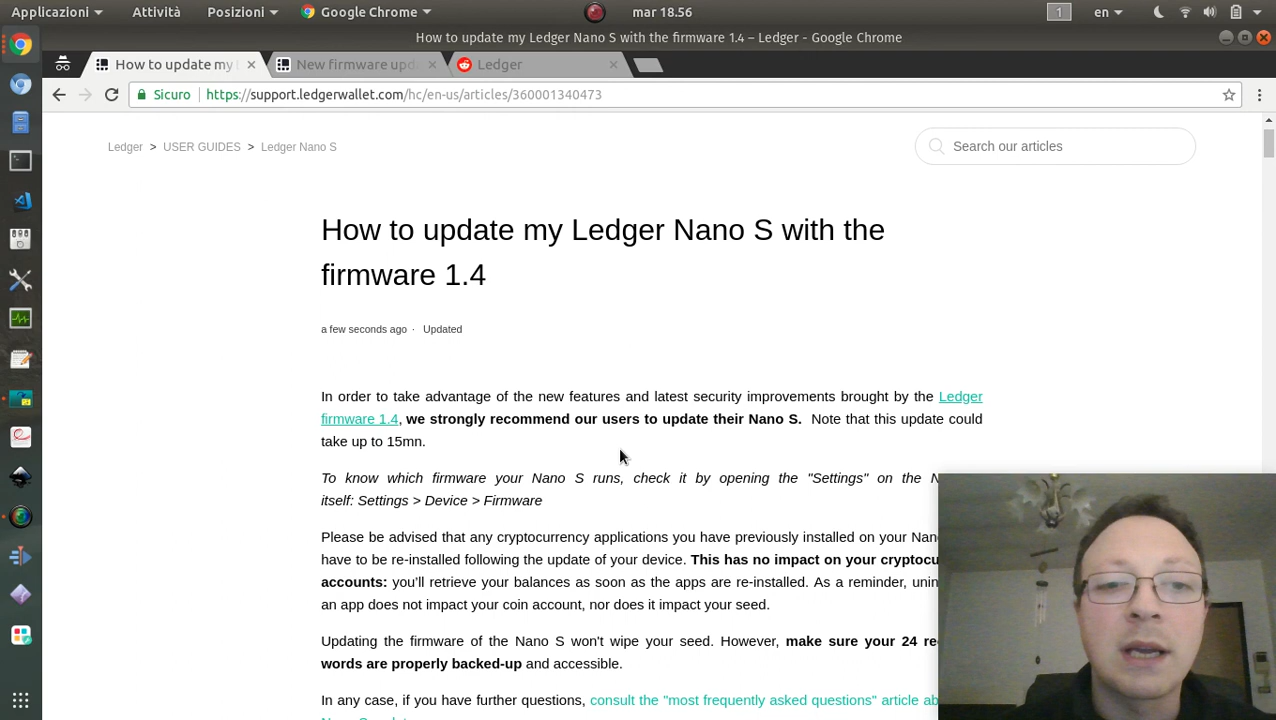 Applicazioni Attività Posizioni Google Chrome mar 18.56 1 en
How to update my Ledger Nano S with the firmware 1.4 – Ledger - Google Chrome
How to update my New firmware upd Ledger
Sicuro https://support.ledgerwallet.com/hc/en-us/articles/360001340473
Ledger > USER GUIDES > Ledger Nano S Search our articles
How to update my Ledger Nano S with the
firmware 1.4
a few seconds ago · Updated
In order to take advantage of the new features and latest security improvements brought by the Ledger
firmware 1.4, we strongly recommend our users to update their Nano S. Note that this update could
take up to 15mn.
To know which firmware your Nano S runs, check it by opening the "Settings" on the
itself: Settings > Device > Firmware
Please be advised that any cryptocurrency applications you have previously installed on your
have to be re-installed following the update of your device. This has no impact on your
accounts: you’ll retrieve your balances as soon as the apps are re-installed. As a reminder,
an app does not impact your coin account, nor does it impact your seed.
Updating the firmware of the Nano S won't wipe your seed. However, make sure your 24
words are properly backed-up and accessible.
In any case, if you have further questions, consult the "most frequently asked questions" article